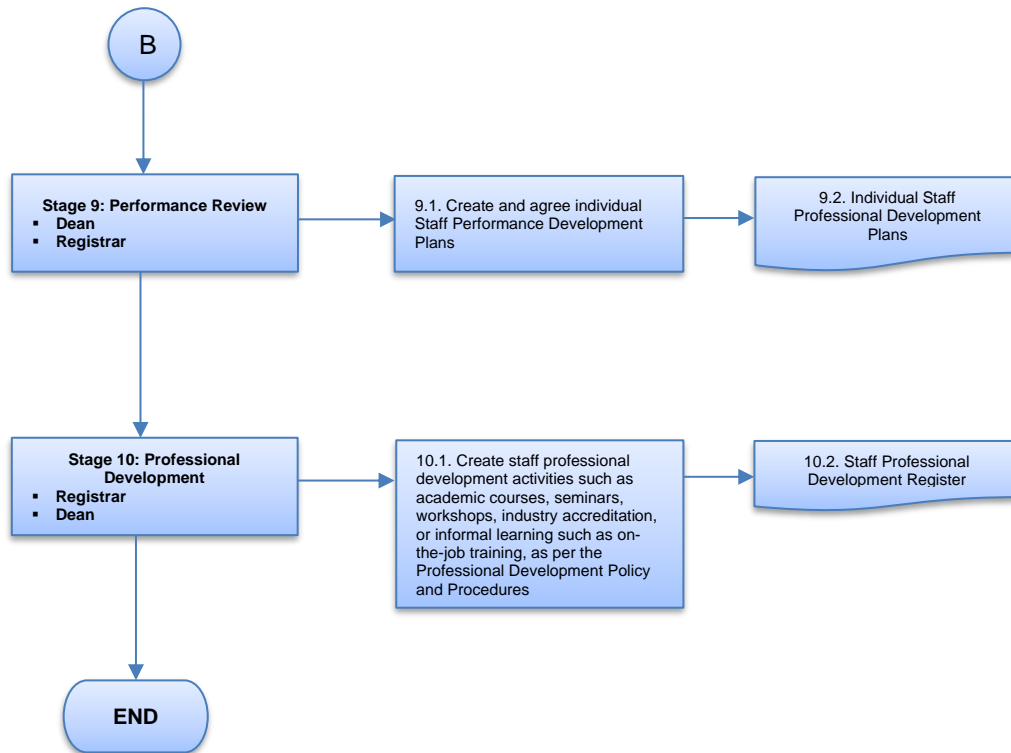 B
Stage 9: Performance Review
▪ Dean
▪ Registrar
9.1. Create and agree individual
Staff Performance Development
Plans
9.2. Individual Staff
Professional Development
Plans
Stage 10: Professional
Development
▪ Registrar
▪ Dean
10.1. Create staff professional
development activities such as
academic courses, seminars,
workshops, industry accreditation,
or informal learning such as on-
the-job training, as per the
Professional Development Policy
and Procedures
10.2. Staff Professional
Development Register
END